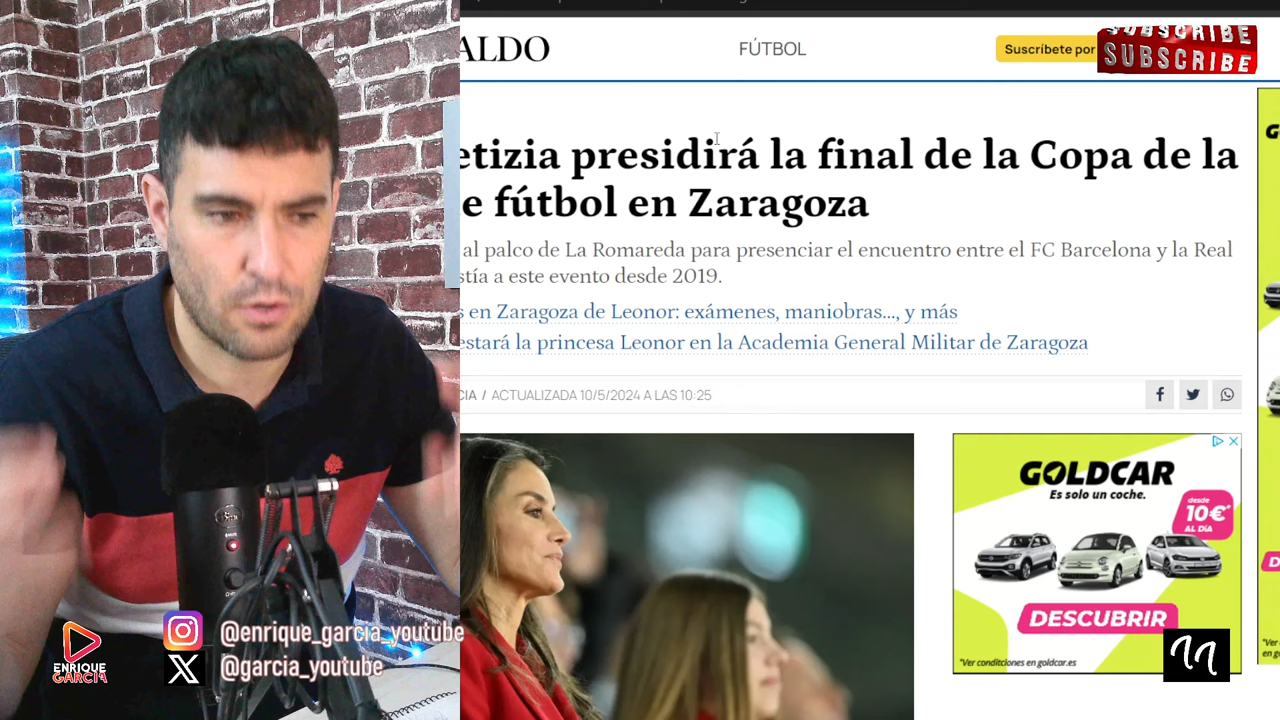 ALDO
FÚTBOL
Suscríbete por
SUBSCRIBE
SUBSCRIBE
etizia presidirá la final de la Copa de la
e fútbol en Zaragoza
al palco de La Romareda para presenciar el encuentro entre el FC Barcelona y la Real
stía a este evento desde 2019.
s en Zaragoza de Leonor: exámenes, maniobras..., y más
estará la princesa Leonor en la Academia General Militar de Zaragoza
CIA / ACTUALIZADA 10/5/2024 A LAS 10:25
GOLDCAR
Es solo un coche.
desde
10€*
AL DÍA
DESCUBRIR
*Ver conditciones en goldcar.es
@enrique_garcia_youtube
@garcia_youtube
ENRIQUE
GARCIA